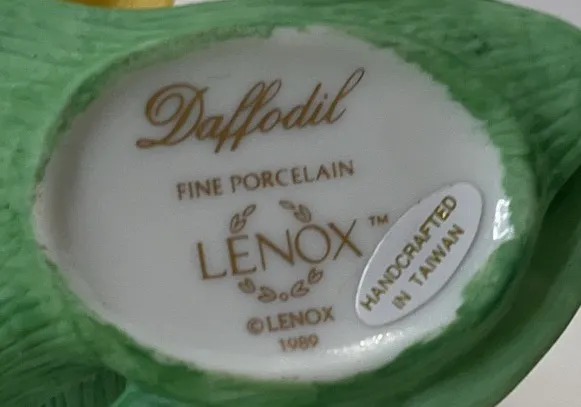 Daffodil
FINE PORCELAIN
LENOX™
©LENOX
1989
HANDCRAFTED
IN TAIWAN